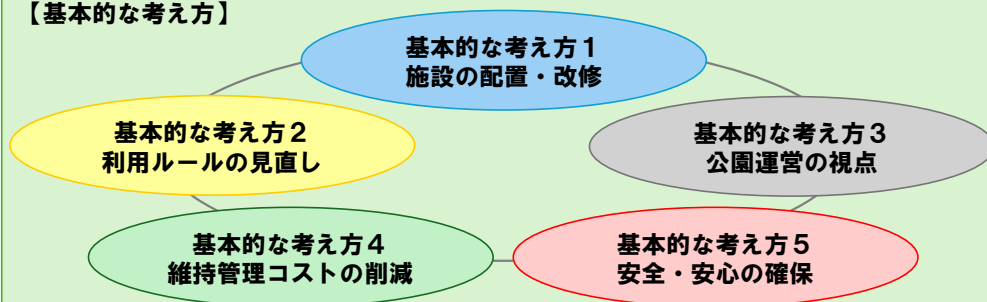 【基本的な考え方】
基本的な考え方１
施設の配置・改修
基本的な考え方２
利用ルールの見直し
基本的な考え方３
公園運営の視点
基本的な考え方４
維持管理コストの削減
基本的な考え方５
安全・安心の確保